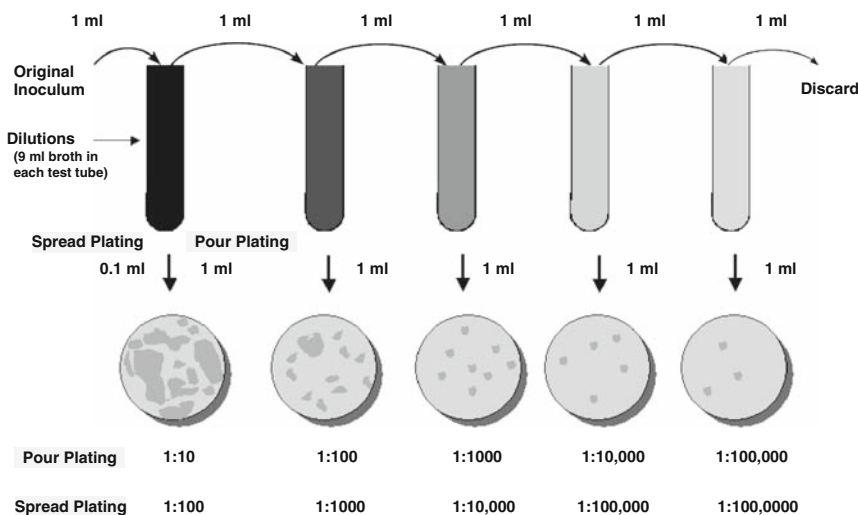 1 ml 1 ml 1 ml 1 ml 1 ml 1 ml
Original
Inoculum
Discard
Dilutions
(9 ml broth in
each test tube)
Spread Plating Pour Plating
0.1 ml 1 ml 1 ml 1 ml 1 ml 1 ml
Pour Plating 1:10 1:100 1:1000 1:10,000 1:100,000
Spread Plating 1:100 1:1000 1:10,000 1:100,000 1:100,0000